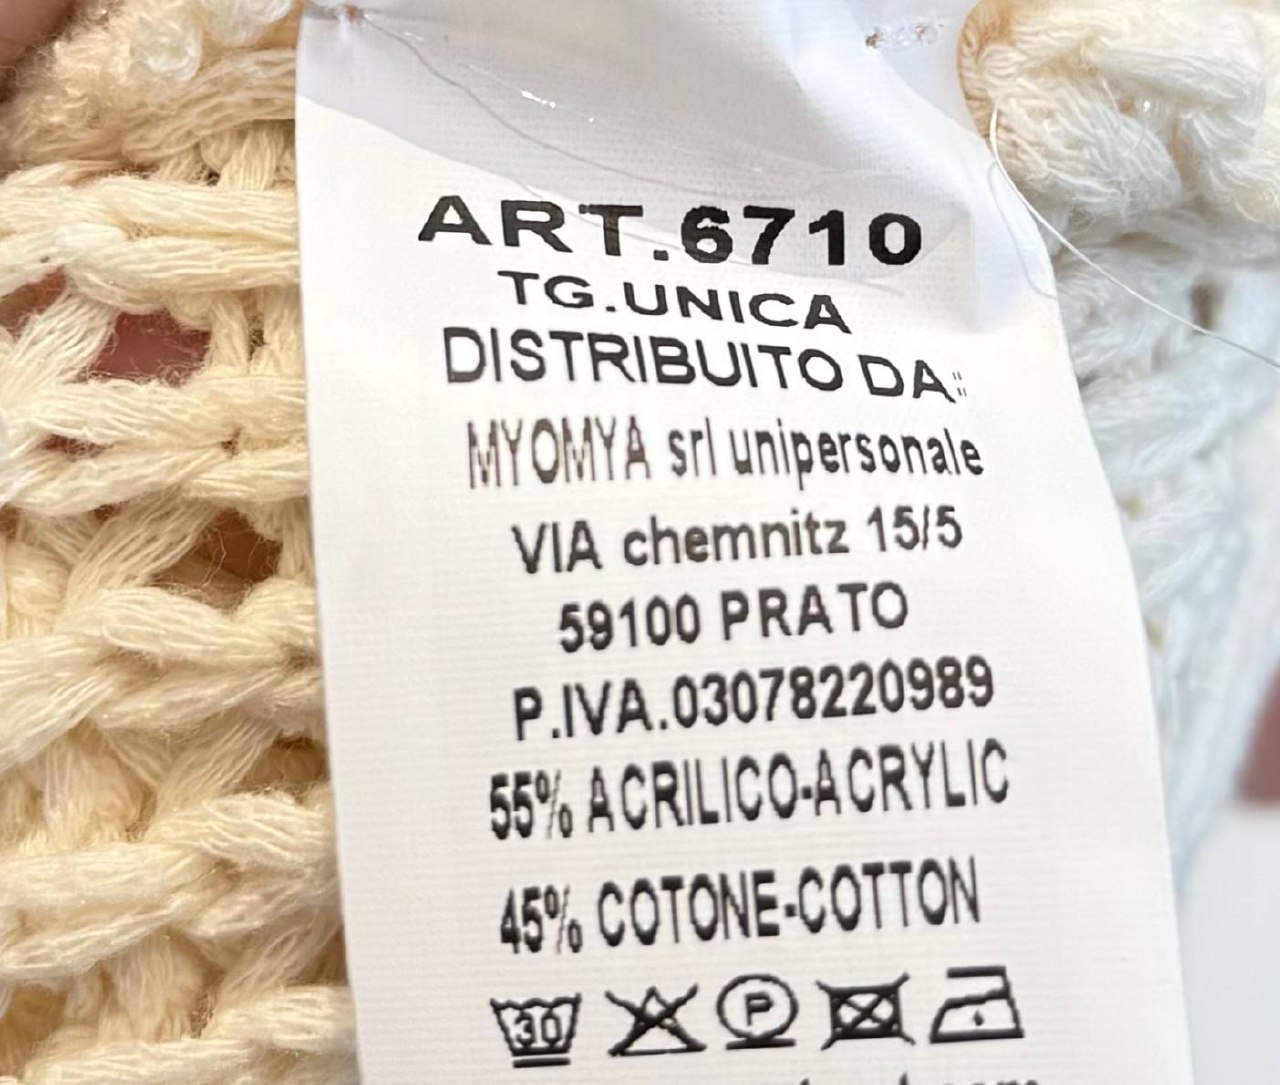 ART.6710
TG.UNICA
DISTRIBUITO DA:
MYOMYA srl unipersonale
VIA chemnitz 15/5
59100 PRATO
P.IVA.03078220989
55% ACRILICO-ACRYLIC
45% COTONE-COTTON
30 P